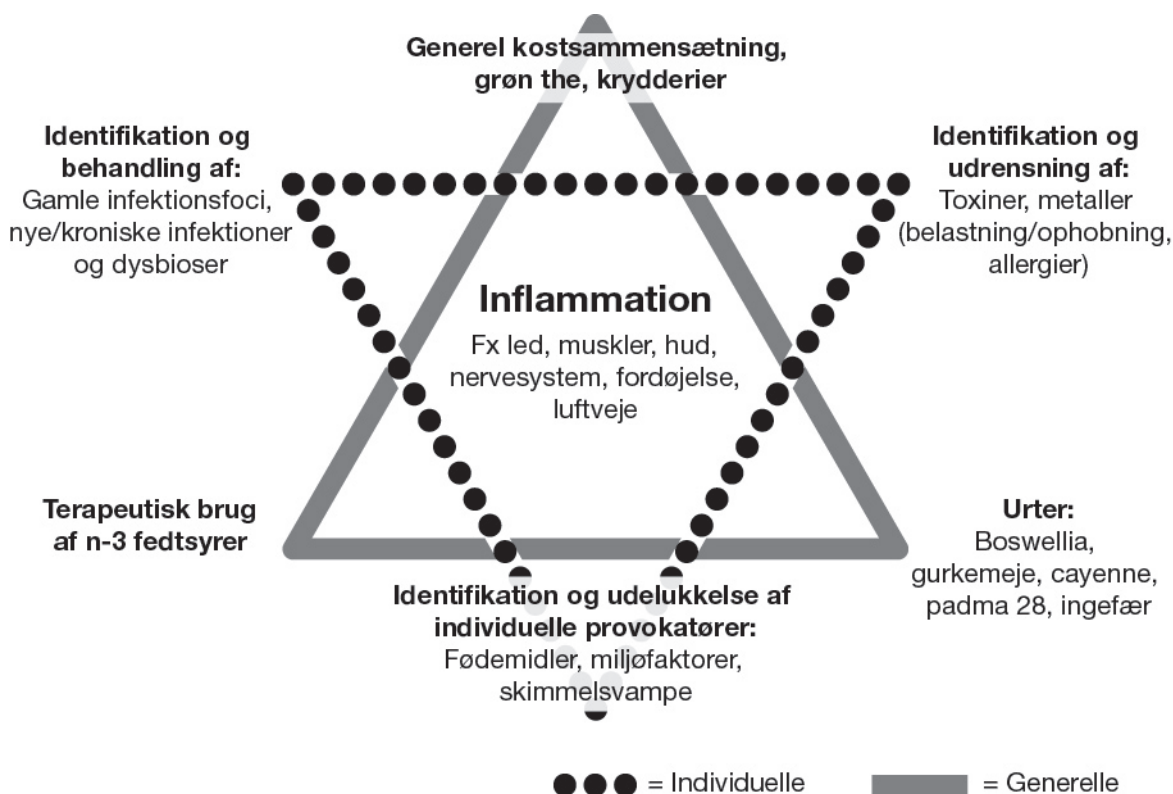 Generel kostsammensætning,
grøn the, krydderier
Identifikation og
behandling af:
Gamle infektionsfoci,
nye/kroniske infektioner
og dysbioser
Identifikation og
udrensning af:
Toxiner, metaller
(belastning/ophobning,
allergier)
Inflammation
Fx led, muskler, hud,
nervesystem, fordøjelse,
luftveje
Terapeutisk brug
af n-3 fedtsyrer
Urter:
Boswellia,
gurkemeje, cayenne,
padma 28, ingefær
Identifikation og udelukkelse af
individuelle provokatører:
Fødemidler, miljøfaktorer,
skimmelsvampe
= Individuelle
= Generelle